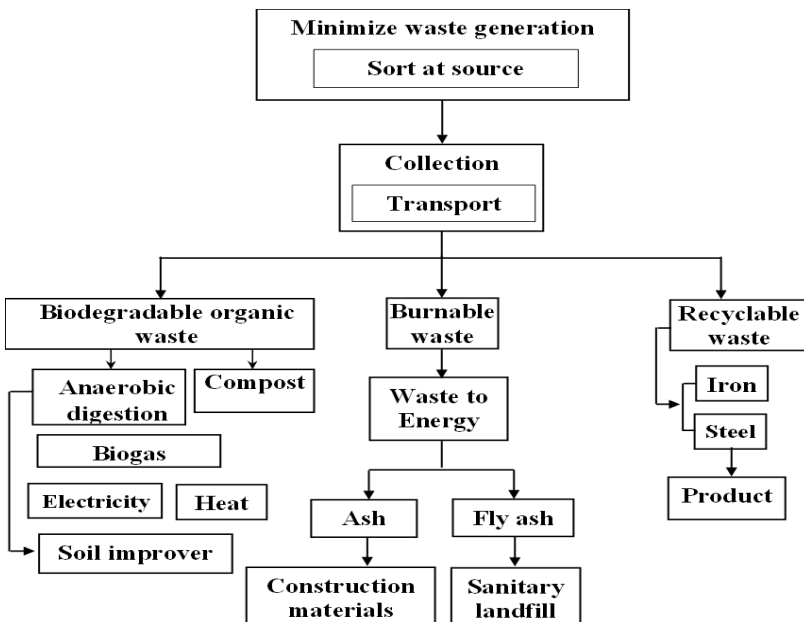 Minimize waste generation
Sort at source
Collection
Transport
Biodegradable organic
waste
Burnable
waste
Recyclable
waste
Anaerobic
digestion
Compost
Waste to
Energy
Iron
Steel
Biogas
Electricity
Heat
Product
Ash
Fly ash
Soil improver
Construction
materials
Sanitary
landfill